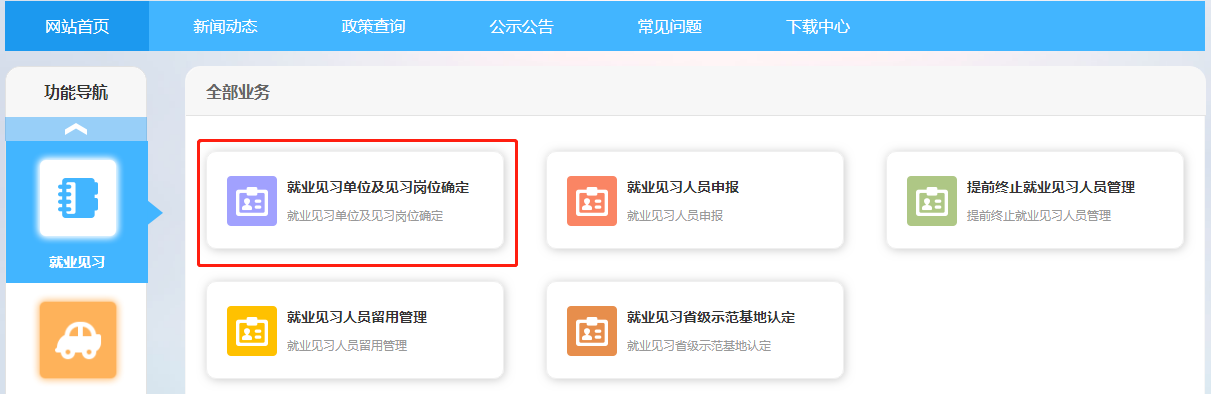 网站首页 新闻动态 政策查询 公示公告 常见问题 下载中心
功能导航
就业见习
全部业务
就业见习单位及见习岗位确定
就业见习单位及见习岗位确定
就业见习人员申报
就业见习人员申报
提前终止就业见习人员管理
提前终止就业见习人员管理
就业见习人员留用管理
就业见习人员留用管理
就业见习省级示范基地认定
就业见习省级示范基地认定